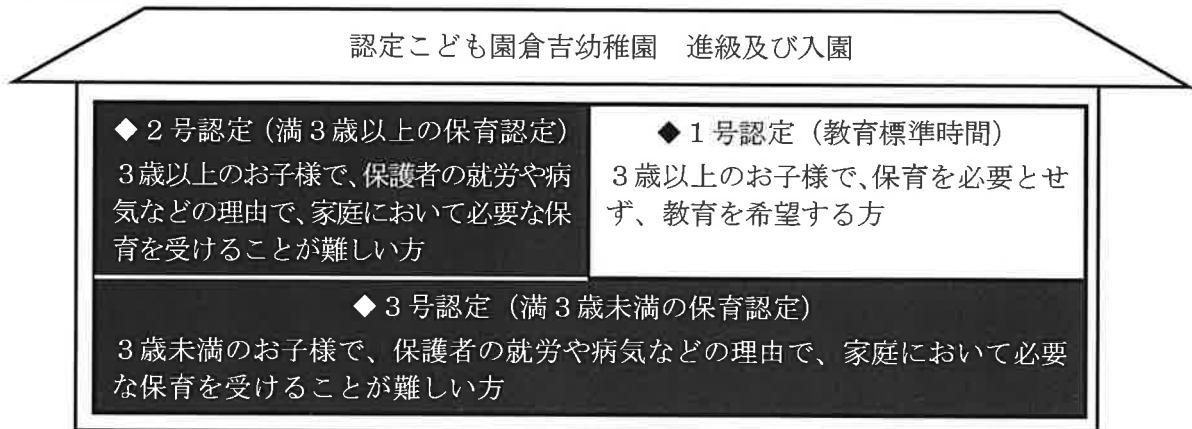 認定こども園倉吉幼稚園　進級及び入園
◆２号認定（満３歳以上の保育認定）
３歳以上のお子様で、保護者の就労や病
気などの理由で、家庭において必要な保
育を受けることが難しい方
◆１号認定（教育標準時間）
３歳以上のお子様で、保育を必要とせ
ず、教育を希望する方
◆３号認定（満３歳未満の保育認定）
３歳未満のお子様で、保護者の就労や病気などの理由で、家庭において必要
な保育を受けることが難しい方